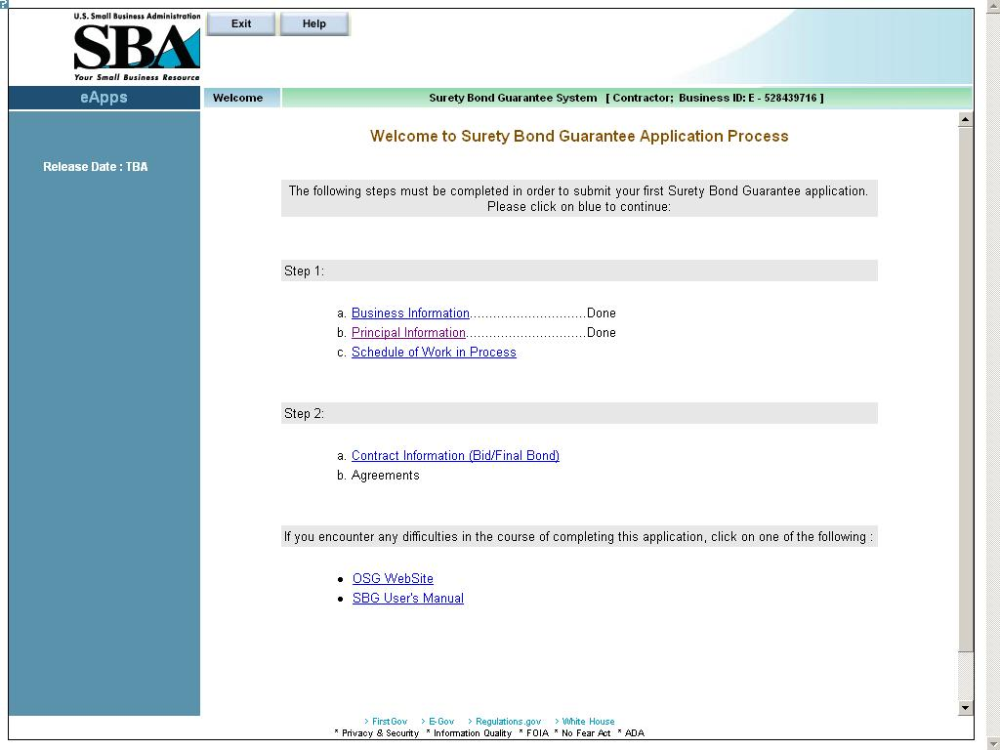 U.S. Small Business Administration
SBA
Your Small Business Resource
Exit
Help
eApps
Welcome
Surety Bond Guarantee System [ Contractor; Business ID: E - 528439716 ]
Release Date : TBA
Welcome to Surety Bond Guarantee Application Process
The following steps must be completed in order to submit your first Surety Bond Guarantee application.
Please click on blue to continue:
Step 1:
a. Business Information..............................Done
b. Principal Information...............................Done
c. Schedule of Work in Process
Step 2:
a. Contract Information (Bid/Final Bond)
b. Agreements
If you encounter any difficulties in the course of completing this application, click on one of the following :
• OSG WebSite
• SBG User's Manual
> FirstGov > E-Gov > Regulations.gov > White House
* Privacy & Security * Information Quality * FOIA * No Fear Act * ADA